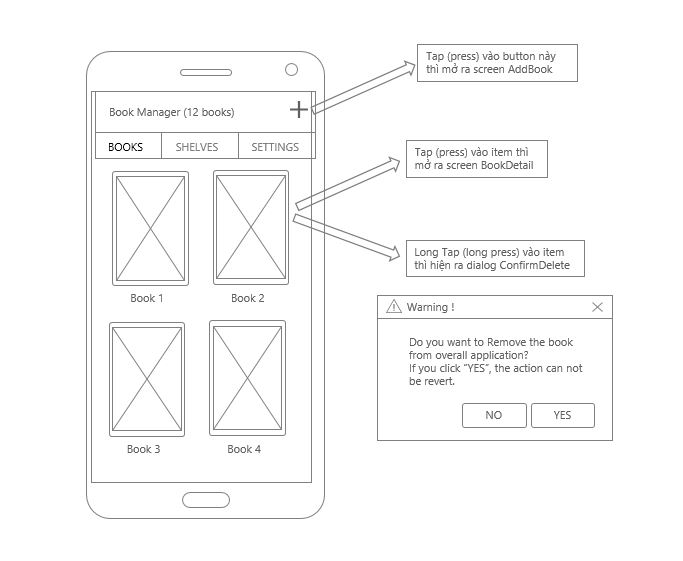 Tap (press) vào button này
thì mở ra screen AddBook
Book Manager (12 books)
BOOKS
SHELVES
SETTINGS
Tap (press) vào item thì
mở ra screen BookDetail
Long Tap (long press) vào item
thì hiện ra dialog ConfirmDelete
Book 1
Book 2
Book 3
Book 4
Warning !
Do you want to Remove the book
from overall application?
If you click “YES”, the action can not
be revert.
NO
YES